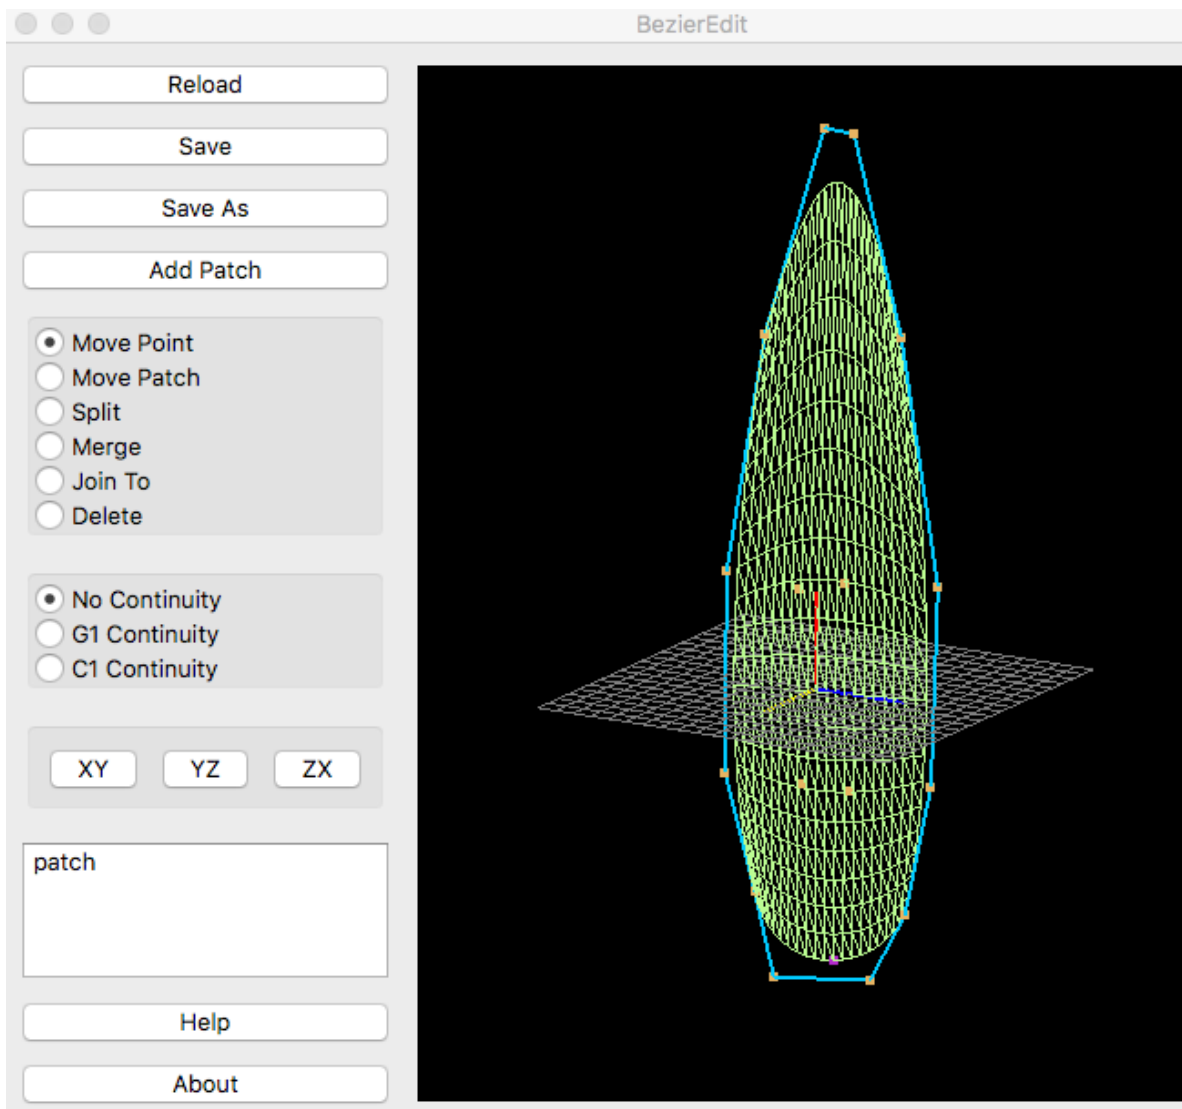 BezierEdit
Reload
Save
Save As
Add Patch
Move Point
Move Patch
Split
Merge
Join To
Delete
No Continuity
G1 Continuity
C1 Continuity
XY YZ ZX
patch
Help
About